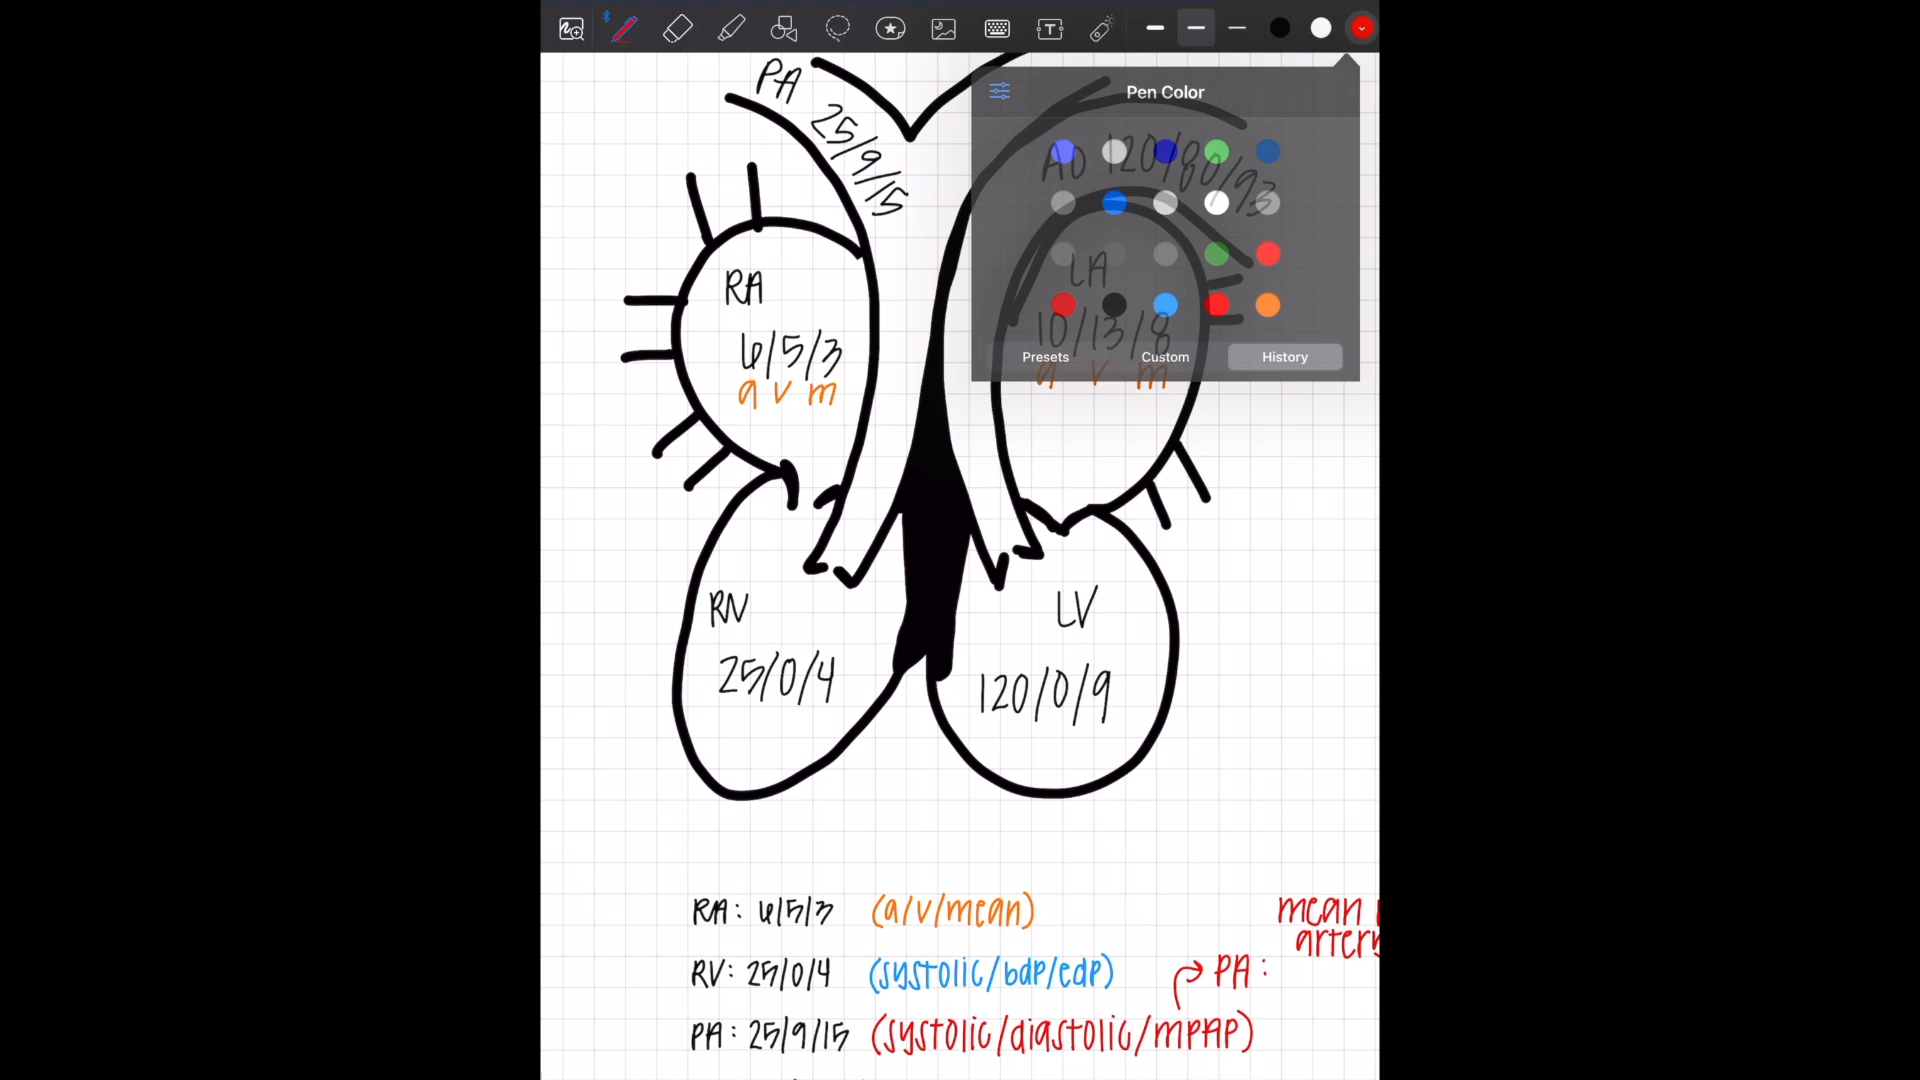 Pen Color
PA
25/9/15
AO 120/80/93
RA
6/5/3
a v m
LA
10/13/8
a v m
Presets Custom History
RV
25/0/4
LV
120/0/9
RA: 6/5/3 (a/v/mean)
mean
artery
RV: 25/0/4 (systolic/bdp/edp)
PA:
PA: 25/9/15 (systolic/diastolic/mPAP)